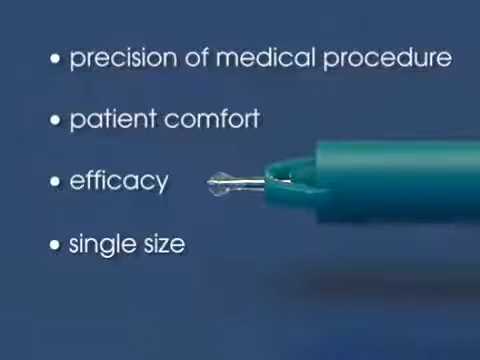 • precision of medical procedure
• patient comfort
• efficacy
• single size